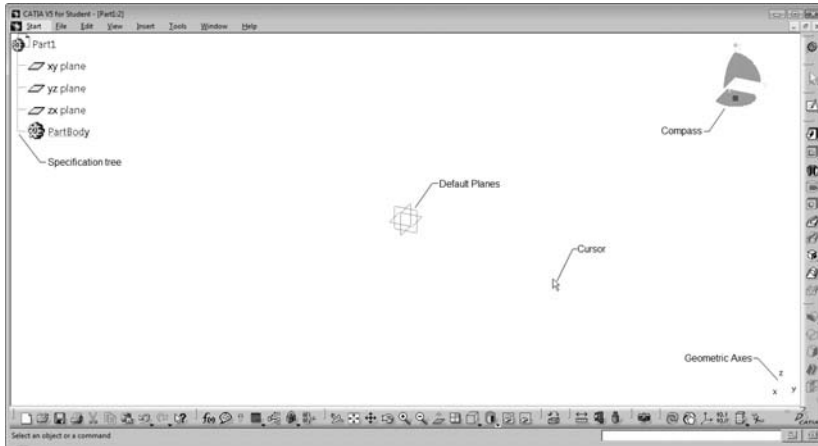 CATIA V5 for Student - [Part1:2]
Start File Edit View Insert Tools Window Help
Part1
xy plane
yz plane
zx plane
PartBody
Specification tree
Compass
Default Planes
Cursor
Geometric Axes
z
x y
Select an object or a command